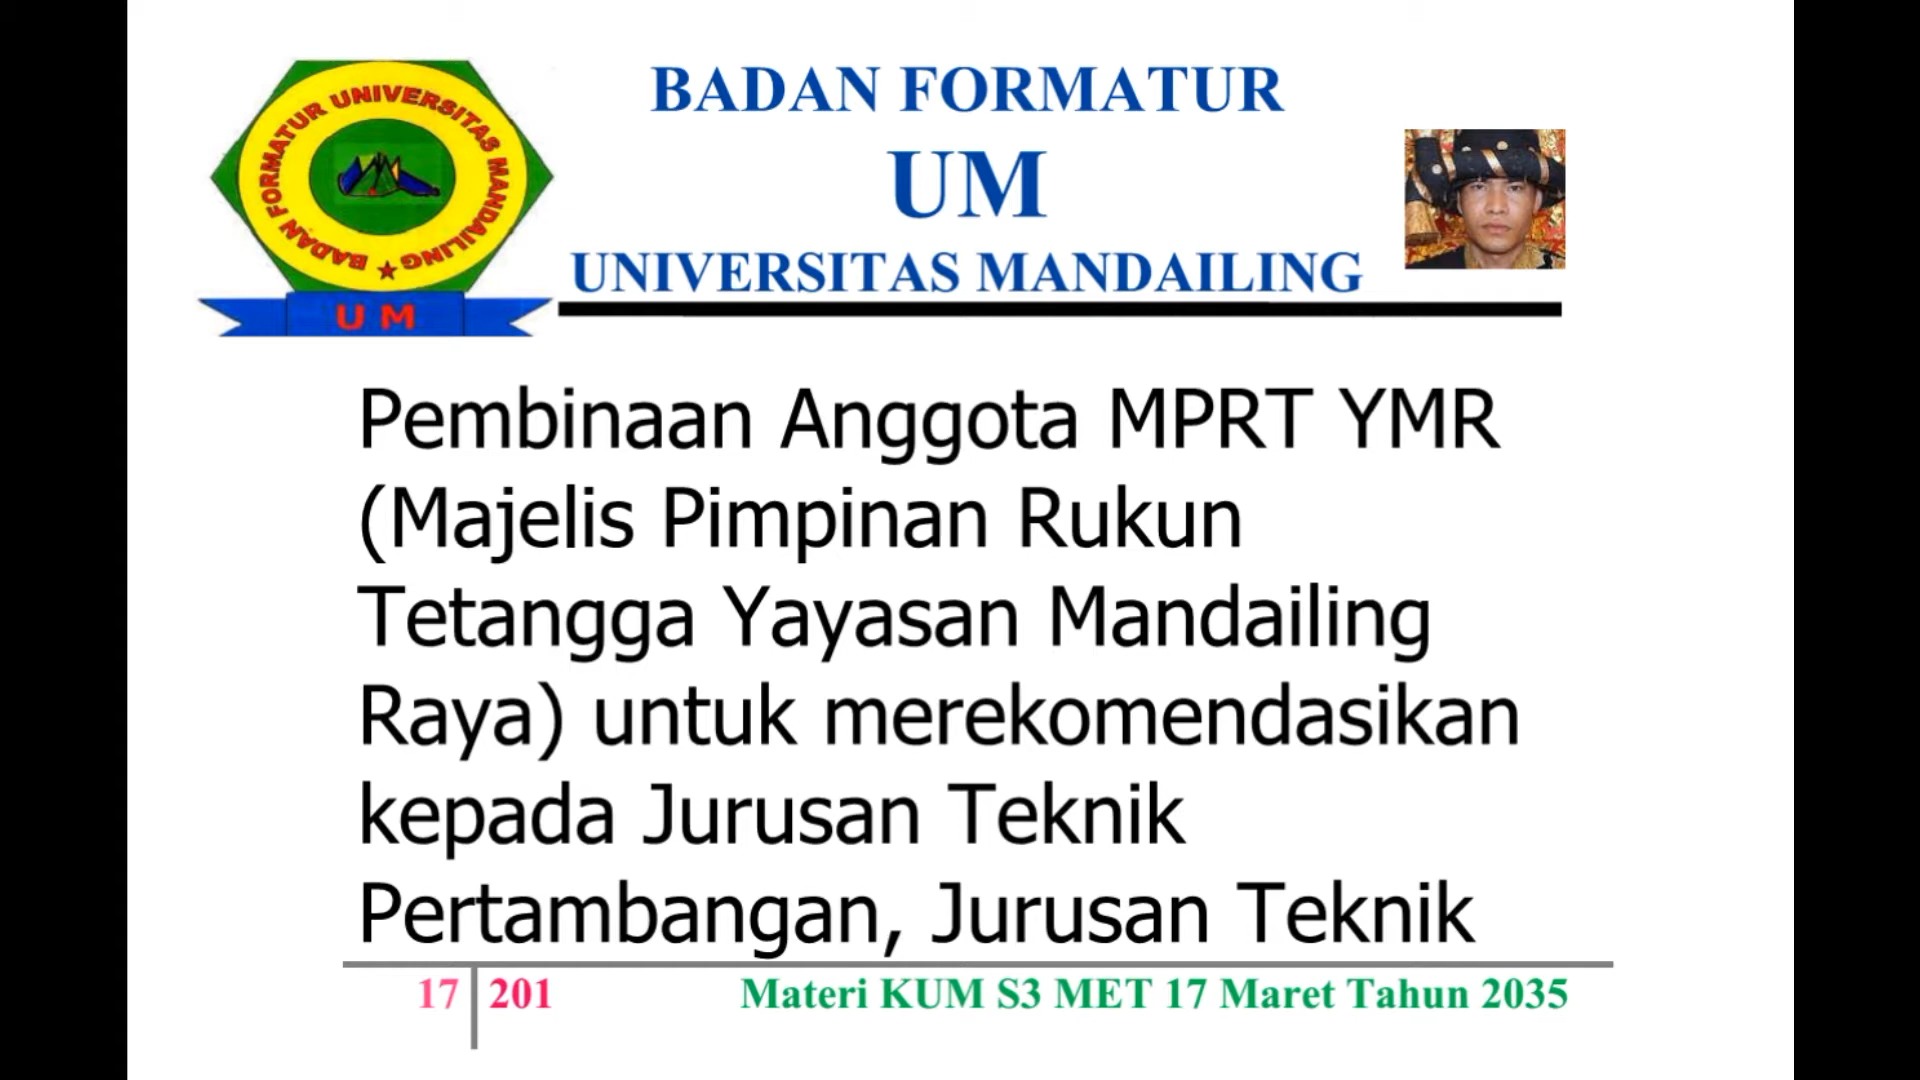 BADAN FORMATUR UNIVERSITAS MANDAILING
U M
BADAN FORMATUR
UM
UNIVERSITAS MANDAILING
Pembinaan Anggota MPRT YMR
(Majelis Pimpinan Rukun
Tetangga Yayasan Mandailing
Raya) untuk merekomendasikan
kepada Jurusan Teknik
Pertambangan, Jurusan Teknik
17 201 Materi KUM S3 MET 17 Maret Tahun 2035